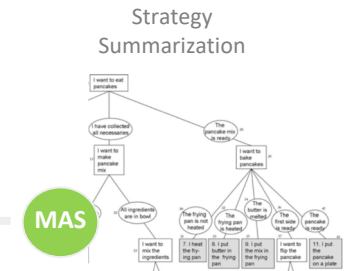 Strategy
Summarization
I want to eat
pancakes
I have collected
all necessaries
The
pancake mix
is ready
I want to
make
pancake
mix
I want to
bake
pancakes
All ingredients
are in bowl
The frying
pan is not
heated
The
frying pan
is heated
The
butter is
melted
The
first side
is ready
The
pancake
is ready
MAS
I want to
mix the
ingredients
7. I heat
the fry-
ing pan
8. I put
butter in
the frying
pan
9. I put
the mix in
the frying
pan
I want to
flip the
pancake
11. I put
the
pancake
on a plate